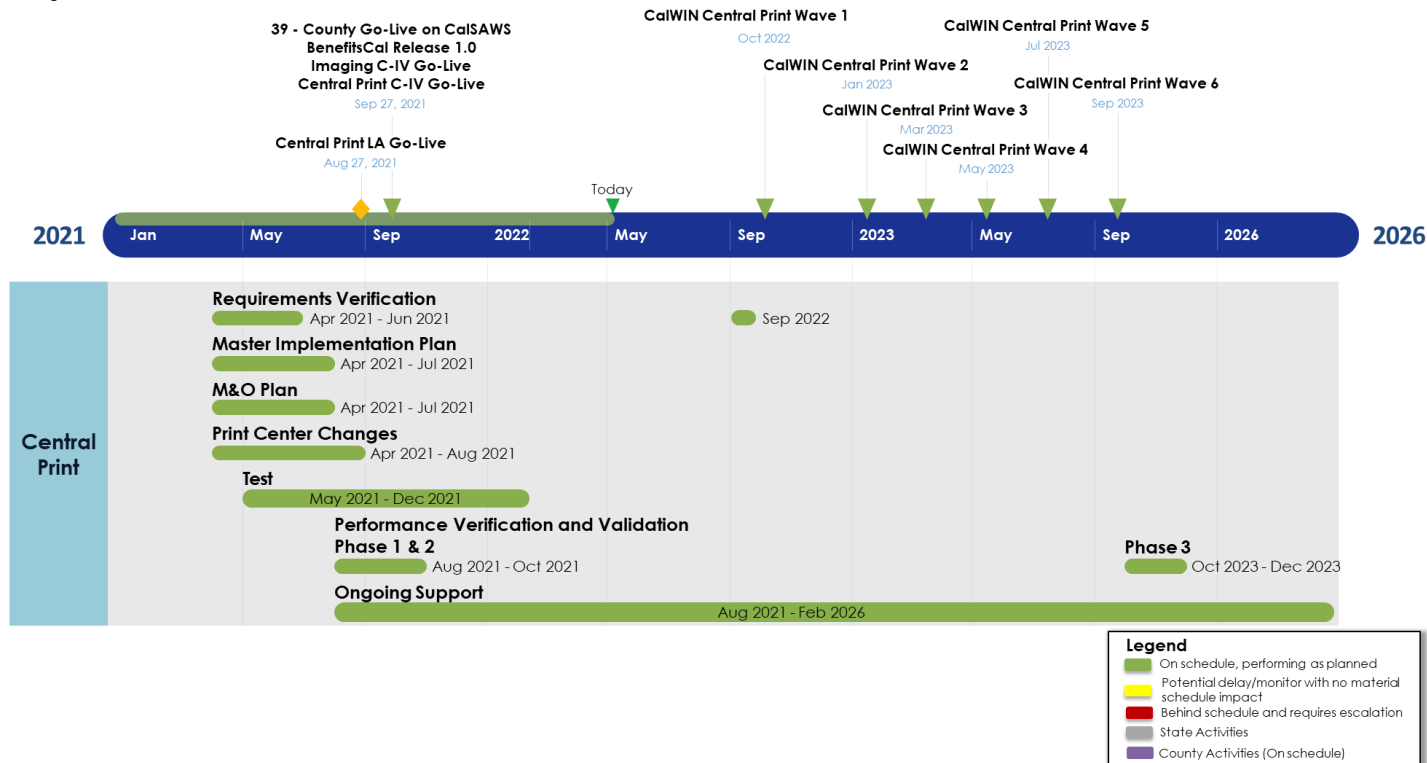 CalWIN Central Print Wave 1
Oct 2022
CalWIN Central Print Wave 5
Jul 2023
39 - County Go-Live on CalSAWS
BenefitsCal Release 1.0
Imaging C-IV Go-Live
Central Print C-IV Go-Live
Sep 27, 2021
CalWIN Central Print Wave 2
Jan 2023
CalWIN Central Print Wave 6
Sep 2023
CalWIN Central Print Wave 3
Mar 2023
Central Print LA Go-Live
Aug 27, 2021
CalWIN Central Print Wave 4
May 2023
Today
2021 Jan May Sep 2022 May Sep 2023 May Sep 2026 2026
Central
Print
Requirements Verification
Apr 2021 - Jun 2021
Sep 2022
Master Implementation Plan
Apr 2021 - Jul 2021
M&O Plan
Apr 2021 - Jul 2021
Print Center Changes
Apr 2021 - Aug 2021
Test
May 2021 - Dec 2021
Performance Verification and Validation
Phase 1 & 2
Aug 2021 - Oct 2021
Phase 3
Oct 2023 - Dec 2023
Ongoing Support
Aug 2021 - Feb 2026
Legend
On schedule, performing as planned
Potential delay/monitor with no material
schedule impact
Behind schedule and requires escalation
State Activities
County Activities (On schedule)